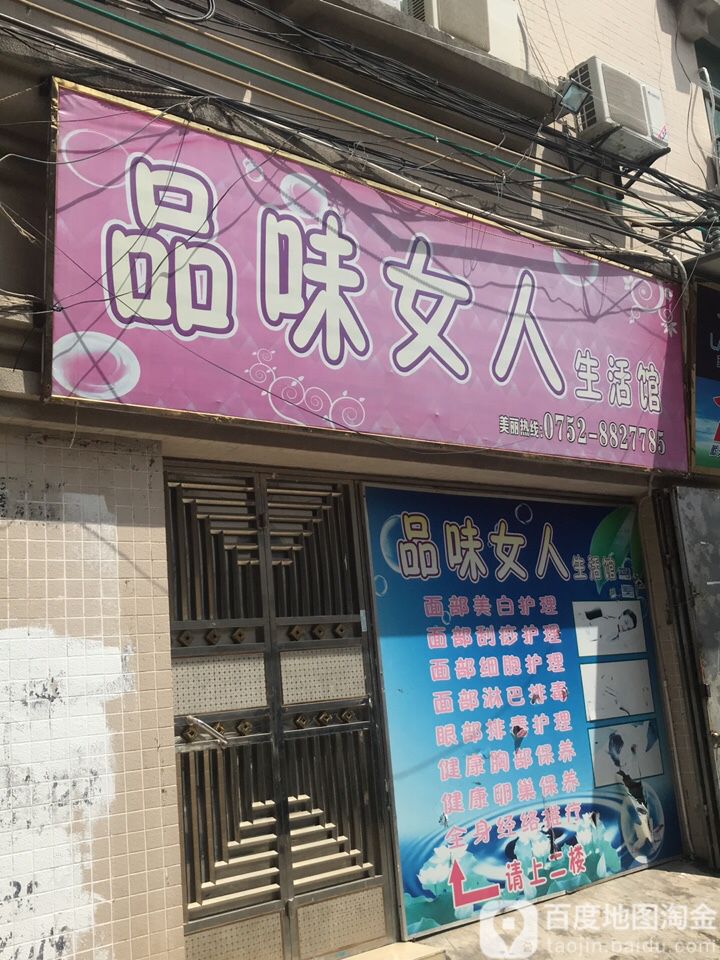 品味女人生活馆
美丽热线:0752-8827785
品味女人生活馆
面部美白护理
面部刮痧护理
面部细胞护理
面部淋巴排毒
眼部排毒护理
健康胸部保养
健康卵巢保养
全身经络推疗
请上二楼
百度地图淘金
taojin.baidu.com